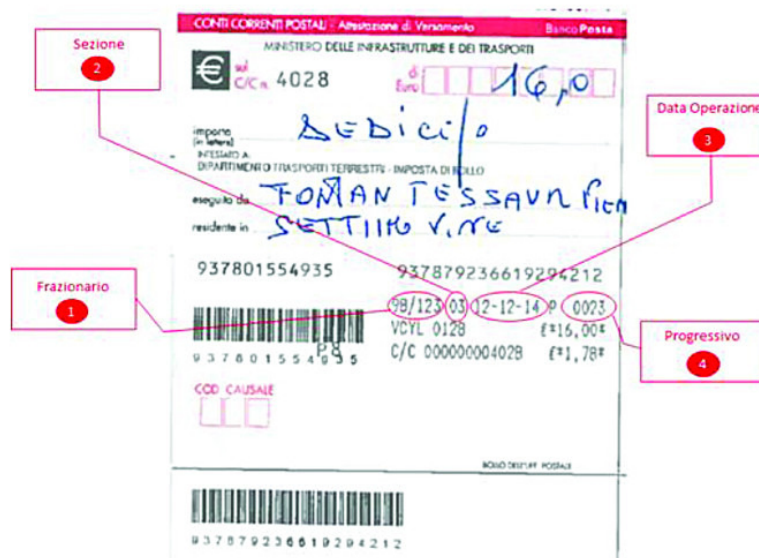 CONTI CORRENTI POSTALI - Attestazione di Versamento BancoPosta
MINISTERO DELLE INFRASTRUTTURE E DEI TRASPORTI
€ sul C/C n. 4028 di Euro 16,0
importo (in lettere) SEDICI/0
INTESTATO A:
DIPARTIMENTO TRASPORTI TERRESTRI - IMPOSTA DI BOLLO
eseguito da
residente in SETTIMO
937801554935 937879236619294212
98/123 03 12-12-14 P 0023
VCYL 0128 £*16,00*
P8 C/C 000000004028 £*1,78*
937801554935
COD CAUSALE
BOLLO DELL'UFF. POSTALE
937879236619294212
Sezione
2
Data Operazione
3
Frazionario
1
Progressivo
4